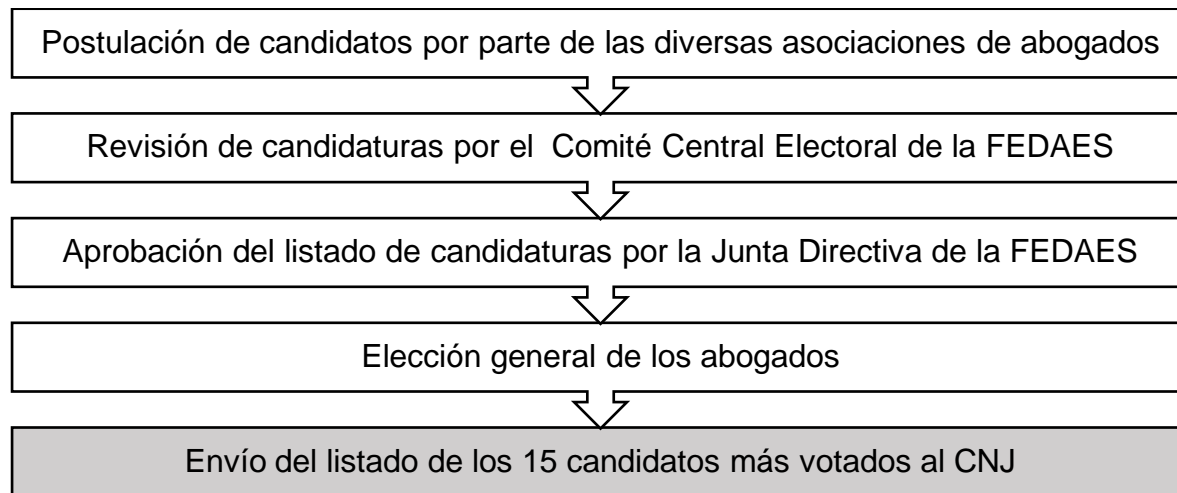 Postulación de candidatos por parte de las diversas asociaciones de abogados
Revisión de candidaturas por el Comité Central Electoral de la FEDAES
Aprobación del listado de candidaturas por la Junta Directiva de la FEDAES
Elección general de los abogados
Envío del listado de los 15 candidatos más votados al CNJ